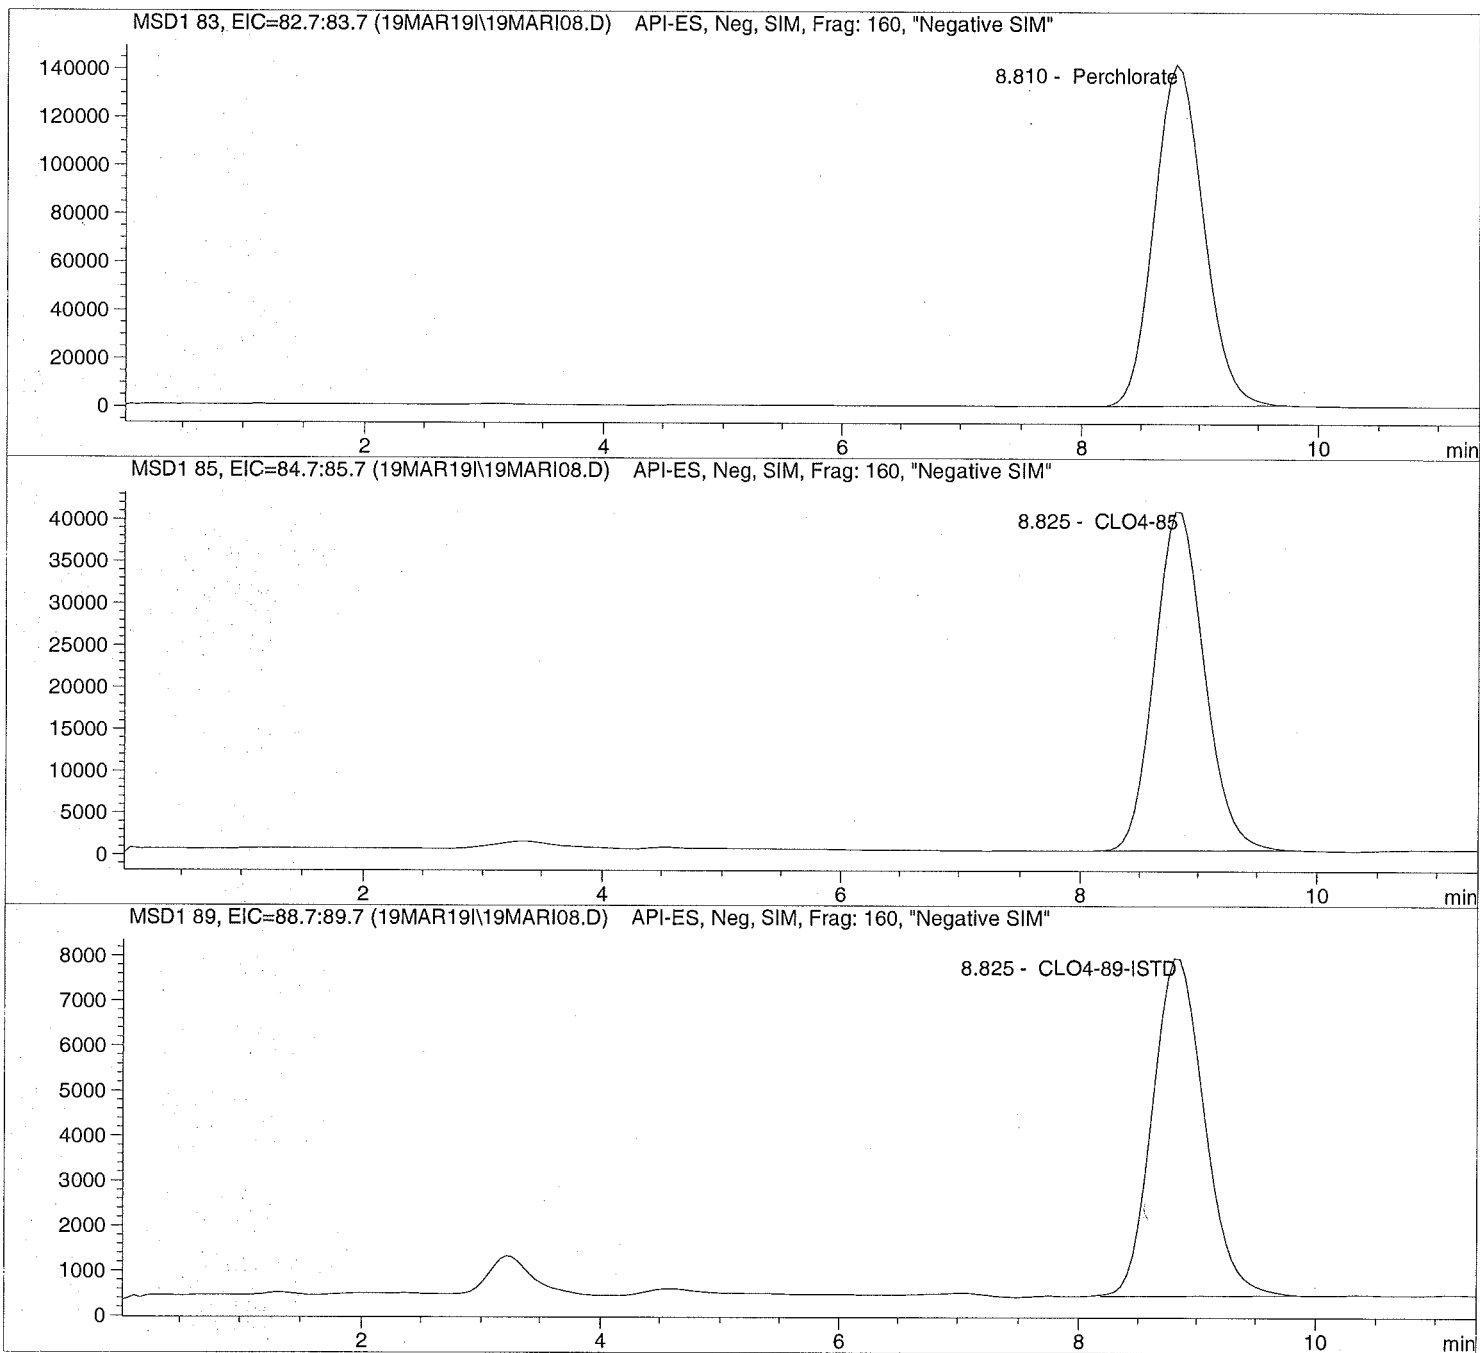 MSD1 83, EIC=82.7:83.7 (19MAR19I\19MARI08.D) API-ES, Neg, SIM, Frag: 160, "Negative SIM"
140000
8.810 - Perchlorate
120000
100000
80000
60000
40000
20000
0
2 4 6 8 10 min
MSD1 85, EIC=84.7:85.7 (19MAR19I\19MARI08.D) API-ES, Neg, SIM, Frag: 160, "Negative SIM"
40000
8.825 - CLO4-85
35000
30000
25000
20000
15000
10000
5000
0
2 4 6 8 10 min
MSD1 89, EIC=88.7:89.7 (19MAR19I\19MARI08.D) API-ES, Neg, SIM, Frag: 160, "Negative SIM"
8000
8.825 - CLO4-89-ISTD
7000
6000
5000
4000
3000
2000
1000
0
2 4 6 8 10 min